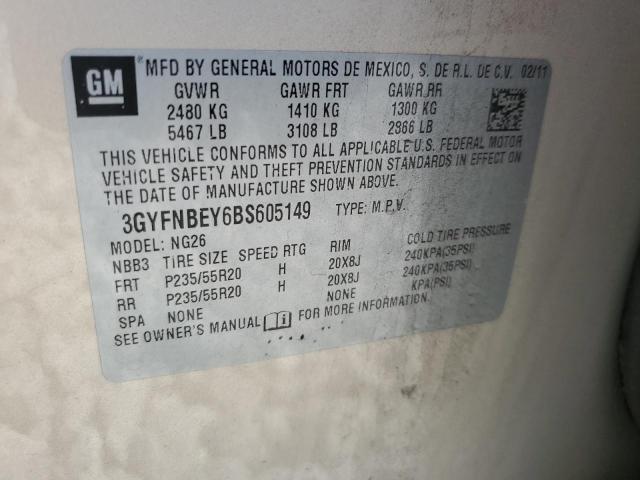 GM
MFD BY GENERAL MOTORS DE MEXICO, S. DE R.L. DE C.V. 02/11
GVWR GAWR FRT GAWR RR
2480 KG 1410 KG 1300 KG
5467 LB 3108 LB 2866 LB
THIS VEHICLE CONFORMS TO ALL APPLICABLE U.S. FEDERAL MOTOR
VEHICLE SAFETY AND THEFT PREVENTION STANDARDS IN EFFECT ON
THE DATE OF MANUFACTURE SHOWN ABOVE.
3GYFNBEY6BS605149 TYPE: M.P.V.
MODEL: NG26
NBB3 TIRE SIZE SPEED RTG RIM COLD TIRE PRESSURE
FRT P235/55R20 H 20X8J 240KPA(35PSI)
RR P235/55R20 H 20X8J 240KPA(35PSI)
SPA NONE NONE KPA(PSI)
SEE OWNER'S MANUAL FOR MORE INFORMATION.